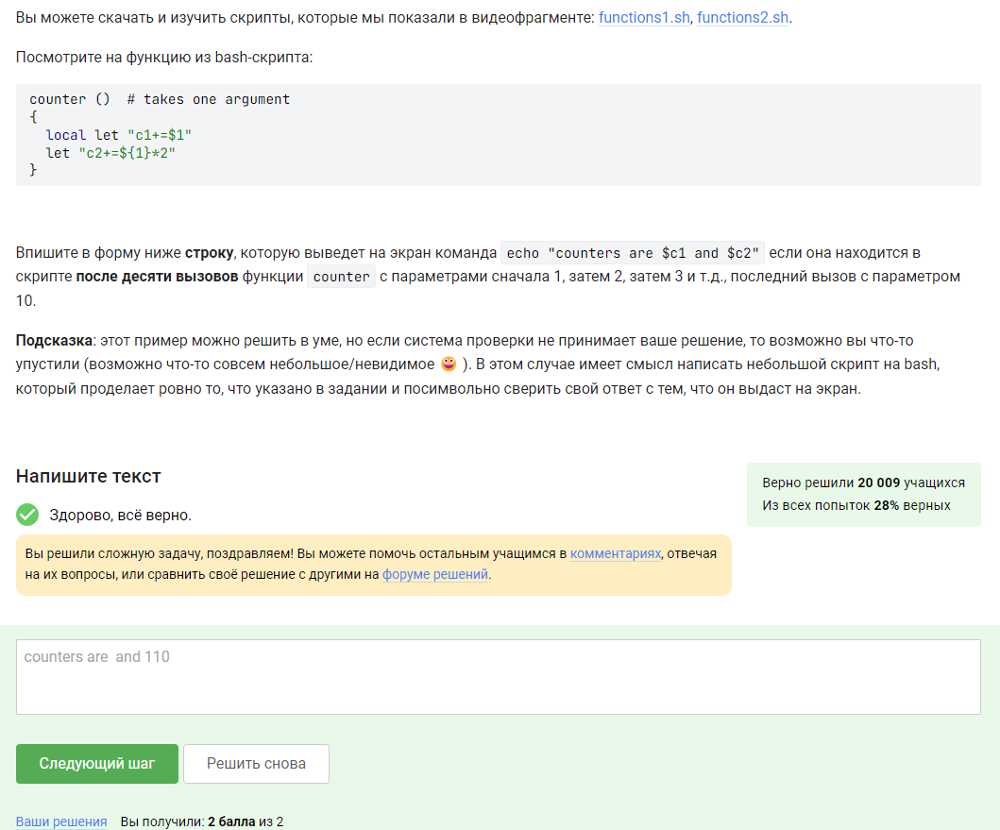 Вы можете скачать и изучить скрипты, которые мы показали в видеофрагменте: functions1.sh, functions2.sh.
Посмотрите на функцию из bash-скрипта:
counter ()  # takes one argument
{
  local let "c1+=$1"
  let "c2+=${1}*2"
}
Впишите в форму ниже строку, которую выведет на экран команда echo "counters are $c1 and $c2" если она находится в
скрипте после десяти вызовов функции counter с параметрами сначала 1, затем 2, затем 3 и т.д., последний вызов с параметром
10.
Подсказка: этот пример можно решить в уме, но если система проверки не принимает ваше решение, то возможно вы что-то
упустили (возможно что-то совсем небольшое/невидимое 😀 ). В этом случае имеет смысл написать небольшой скрипт на bash,
который проделает ровно то, что указано в задании и посимвольно сверить свой ответ с тем, что он выдаст на экран.
Напишите текст
Здорово, всё верно.
Верно решили 20 009 учащихся
Из всех попыток 28% верных
Вы решили сложную задачу, поздравляем! Вы можете помочь остальным учащимся в комментариях, отвечая
на их вопросы, или сравнить своё решение с другими на форуме решений.
counters are  and 110
Следующий шаг
Решить снова
Ваши решения Вы получили: 2 балла из 2